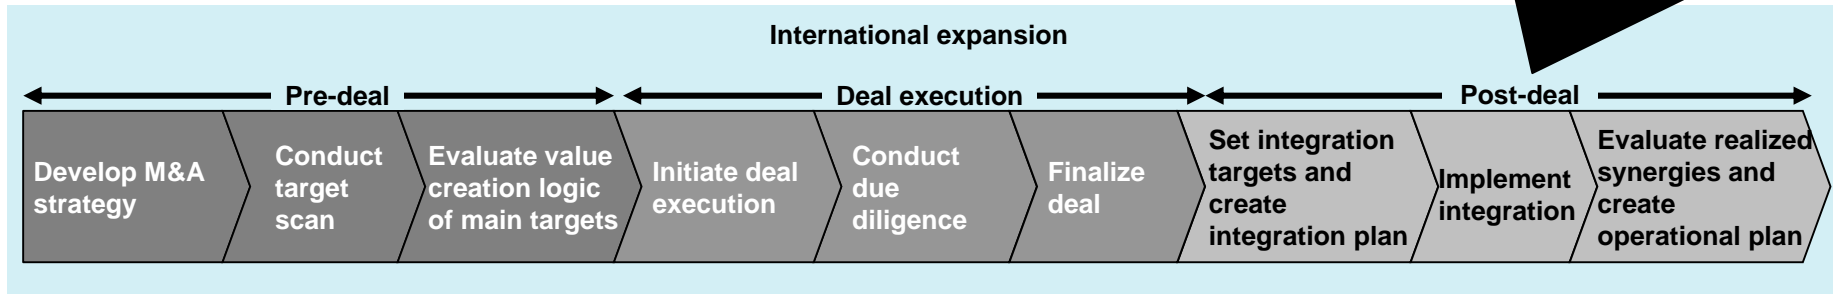 International expansion
Pre-deal
Deal execution
Post-deal
Develop M&A
strategy
Conduct
target
scan
Evaluate value
creation logic
of main targets
Initiate deal
execution
Conduct
due
diligence
Finalize
deal
Set integration
targets and
create
integration plan
Implement
integration
Evaluate realized
synergies and
create
operational plan